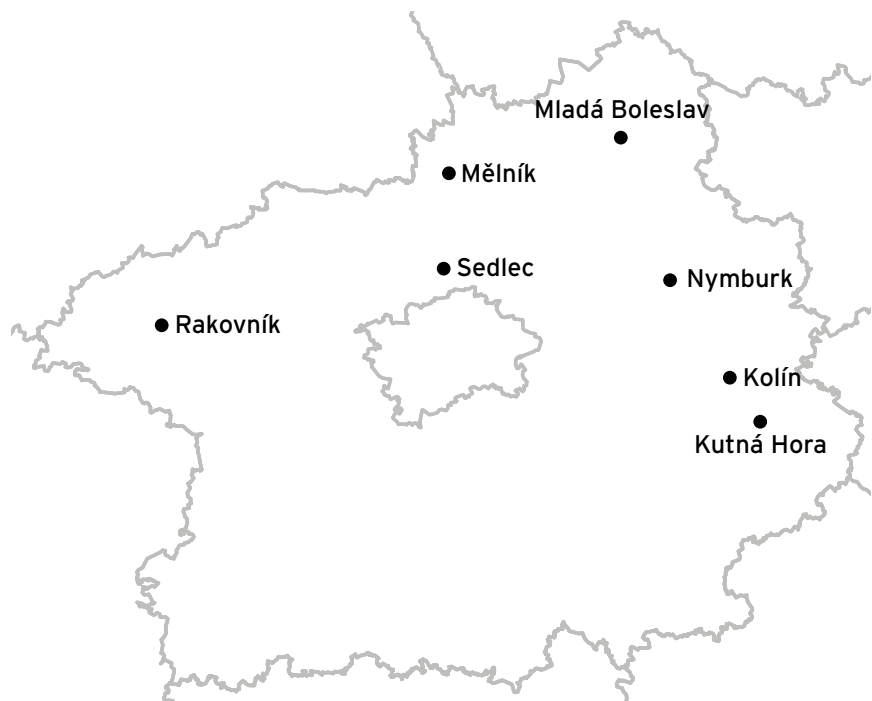 Mladá Boleslav
Mělník
Sedlec
Nymburk
Rakovník
Kolín
Kutná Hora